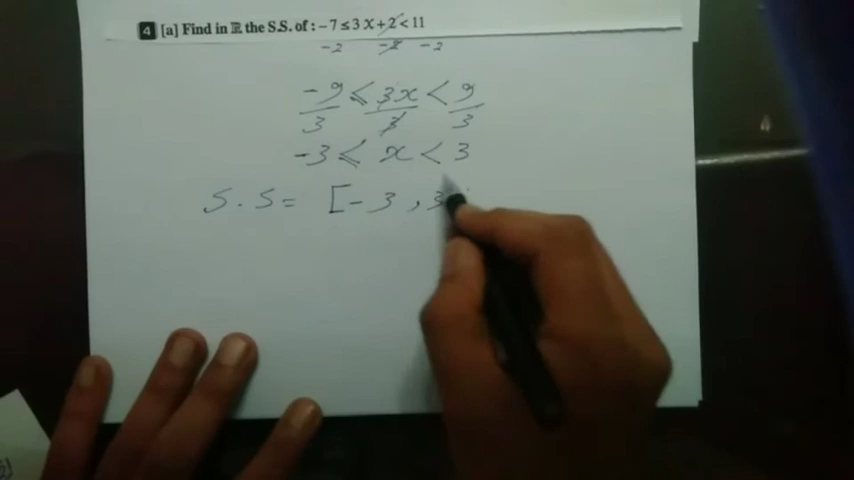 4 [a] Find in ℝ the S.S. of : – 7 ≤ 3 X + 2 < 11
-2 -2 -2
-9 ≤ 3x < 9
3 3 3
-3 ≤ x < 3
S.S = [-3 , 3